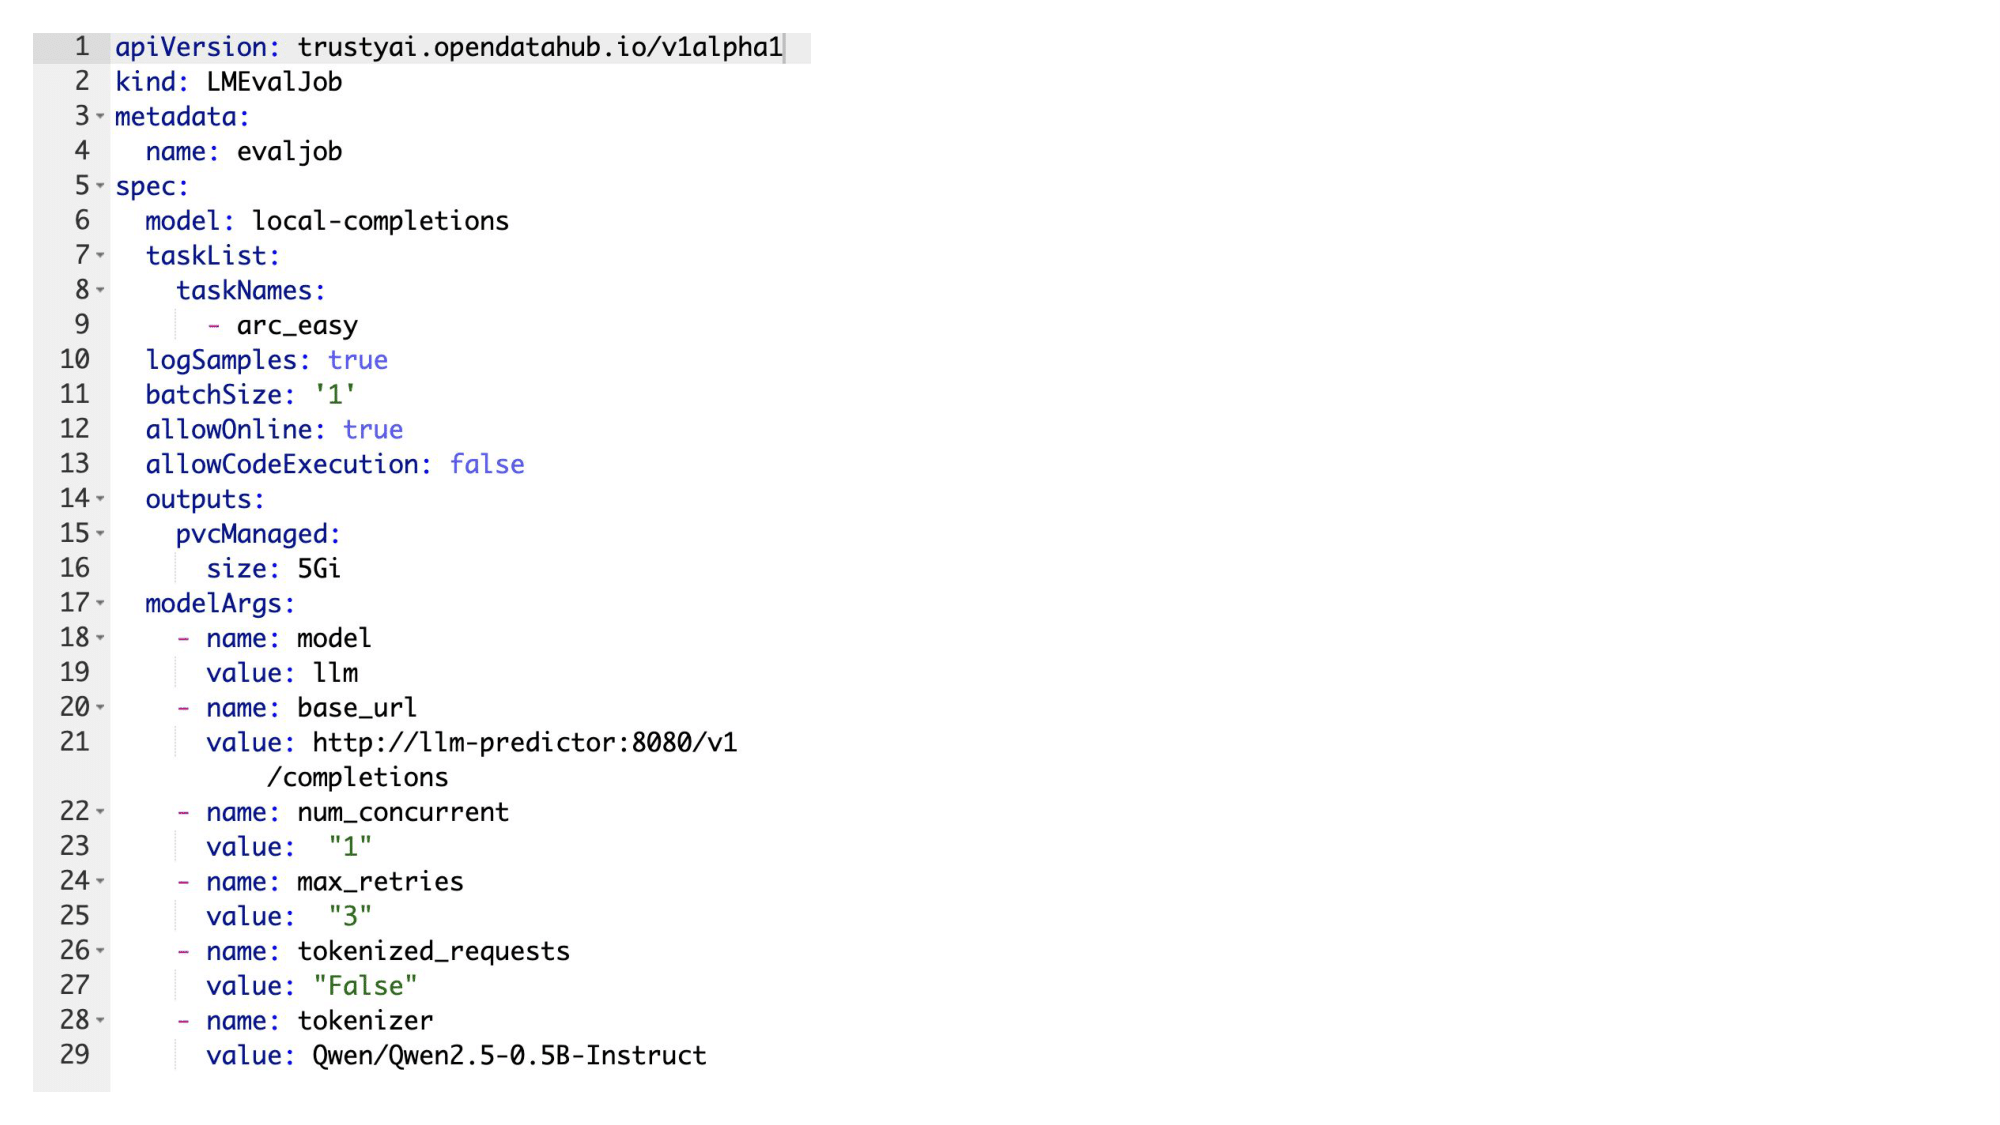 1 apiVersion: trustyai.opendatahub.io/v1alpha1
2 kind: LMEvalJob
3 metadata:
4   name: evaljob
5 spec:
6   model: local-completions
7   taskList:
8     taskNames:
9       - arc_easy
10   logSamples: true
11   batchSize: '1'
12   allowOnline: true
13   allowCodeExecution: false
14   outputs:
15     pvcManaged:
16       size: 5Gi
17   modelArgs:
18     - name: model
19       value: llm
20     - name: base_url
21       value: http://llm-predictor:8080/v1
/completions
22     - name: num_concurrent
23       value:  "1"
24     - name: max_retries
25       value:  "3"
26     - name: tokenized_requests
27       value: "False"
28     - name: tokenizer
29       value: Qwen/Qwen2.5-0.5B-Instruct